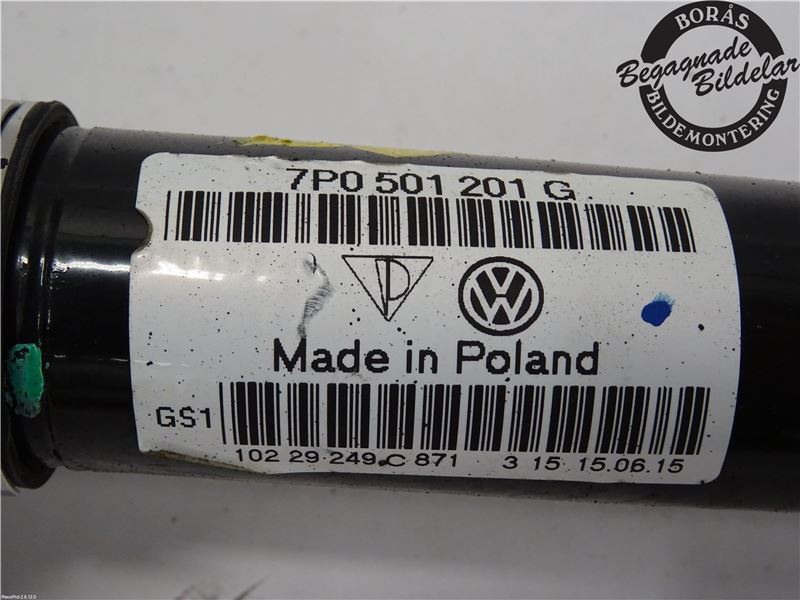 BORÅS
Begagnade
Bildelar
BILDEMONTERING
7P0 501 201 G
VW
Made in Poland
GS1
102 29 249 C 871 3 15 15.06.15